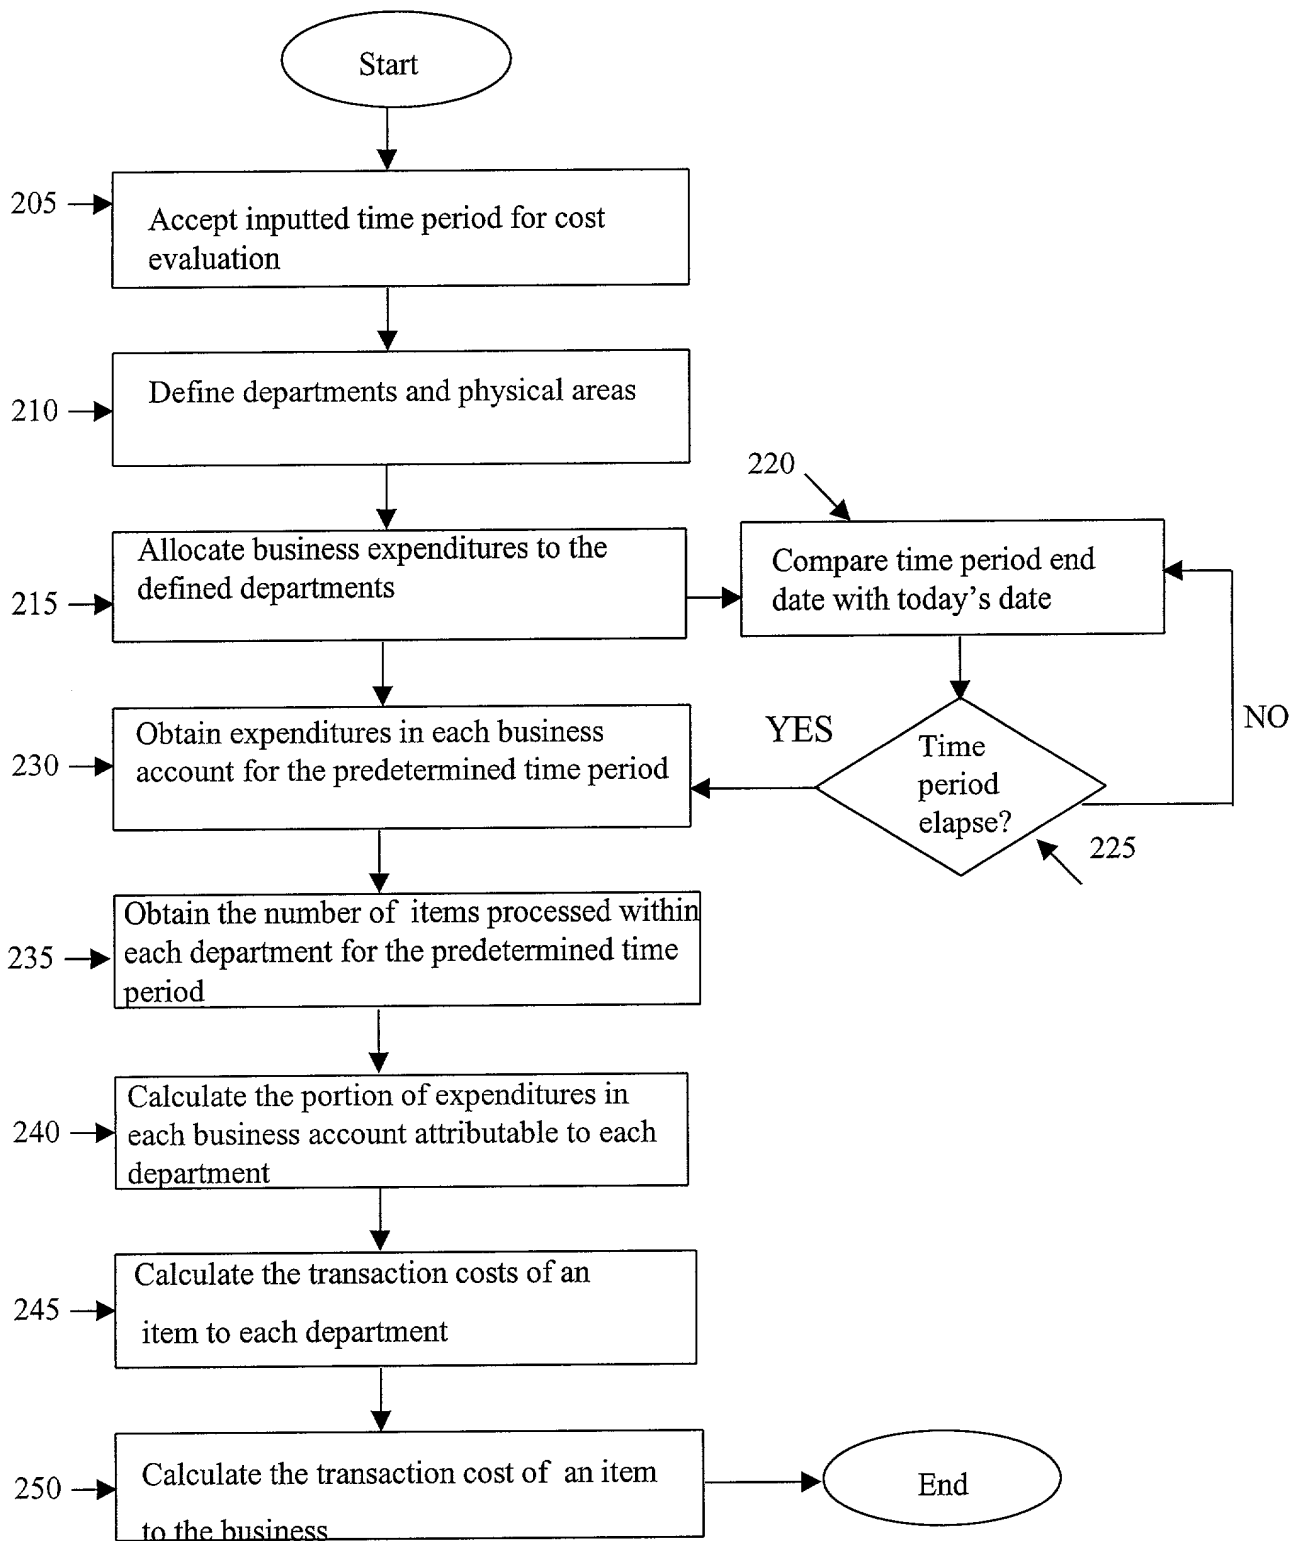 Start
205
Accept inputted time period for cost
evaluation
210
Define departments and physical areas
215
Allocate business expenditures to the
defined departments
220
Compare time period end
date with today's date
YES
NO
Time
period
elapse?
225
230
Obtain expenditures in each business
account for the predetermined time period
235
Obtain the number of items processed within
each department for the predetermined time
period
240
Calculate the portion of expenditures in
each business account attributable to each
department
245
Calculate the transaction costs of an
item to each department
250
Calculate the transaction cost of an item
to the business
End